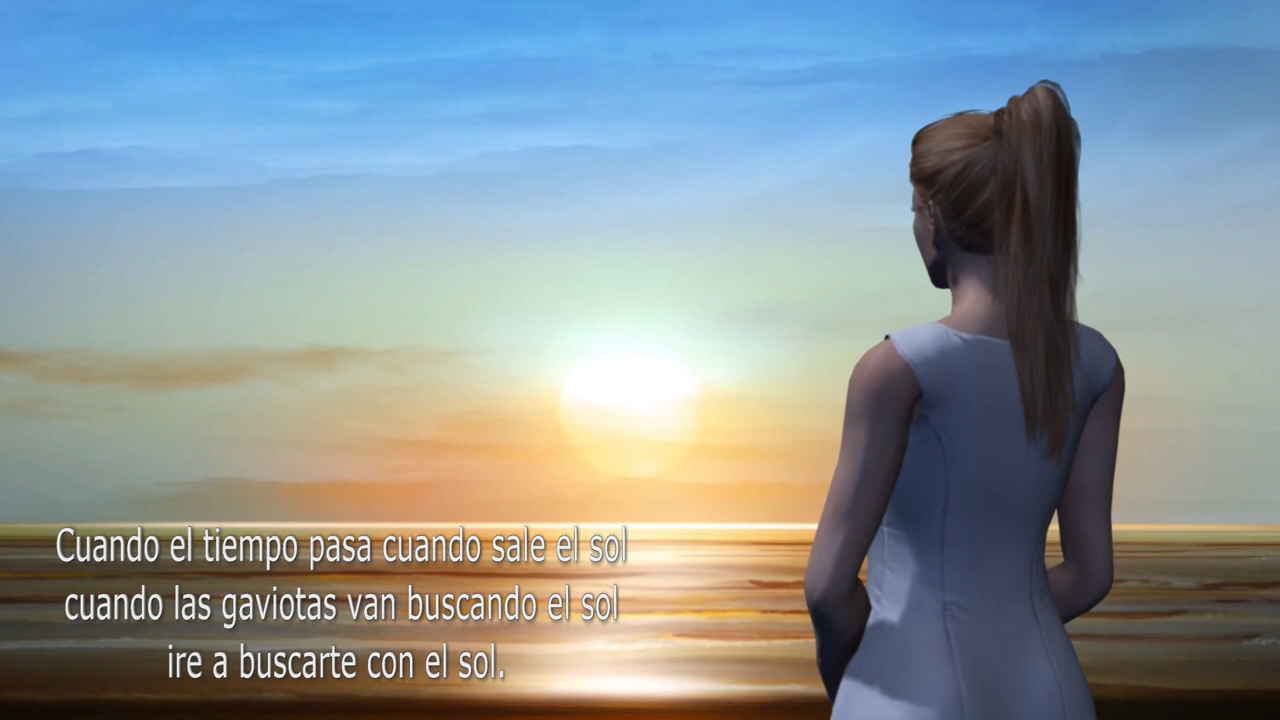 Cuando el tiempo pasa cuando sale el sol
cuando las gaviotas van buscando el sol
ire a buscarte con el sol.